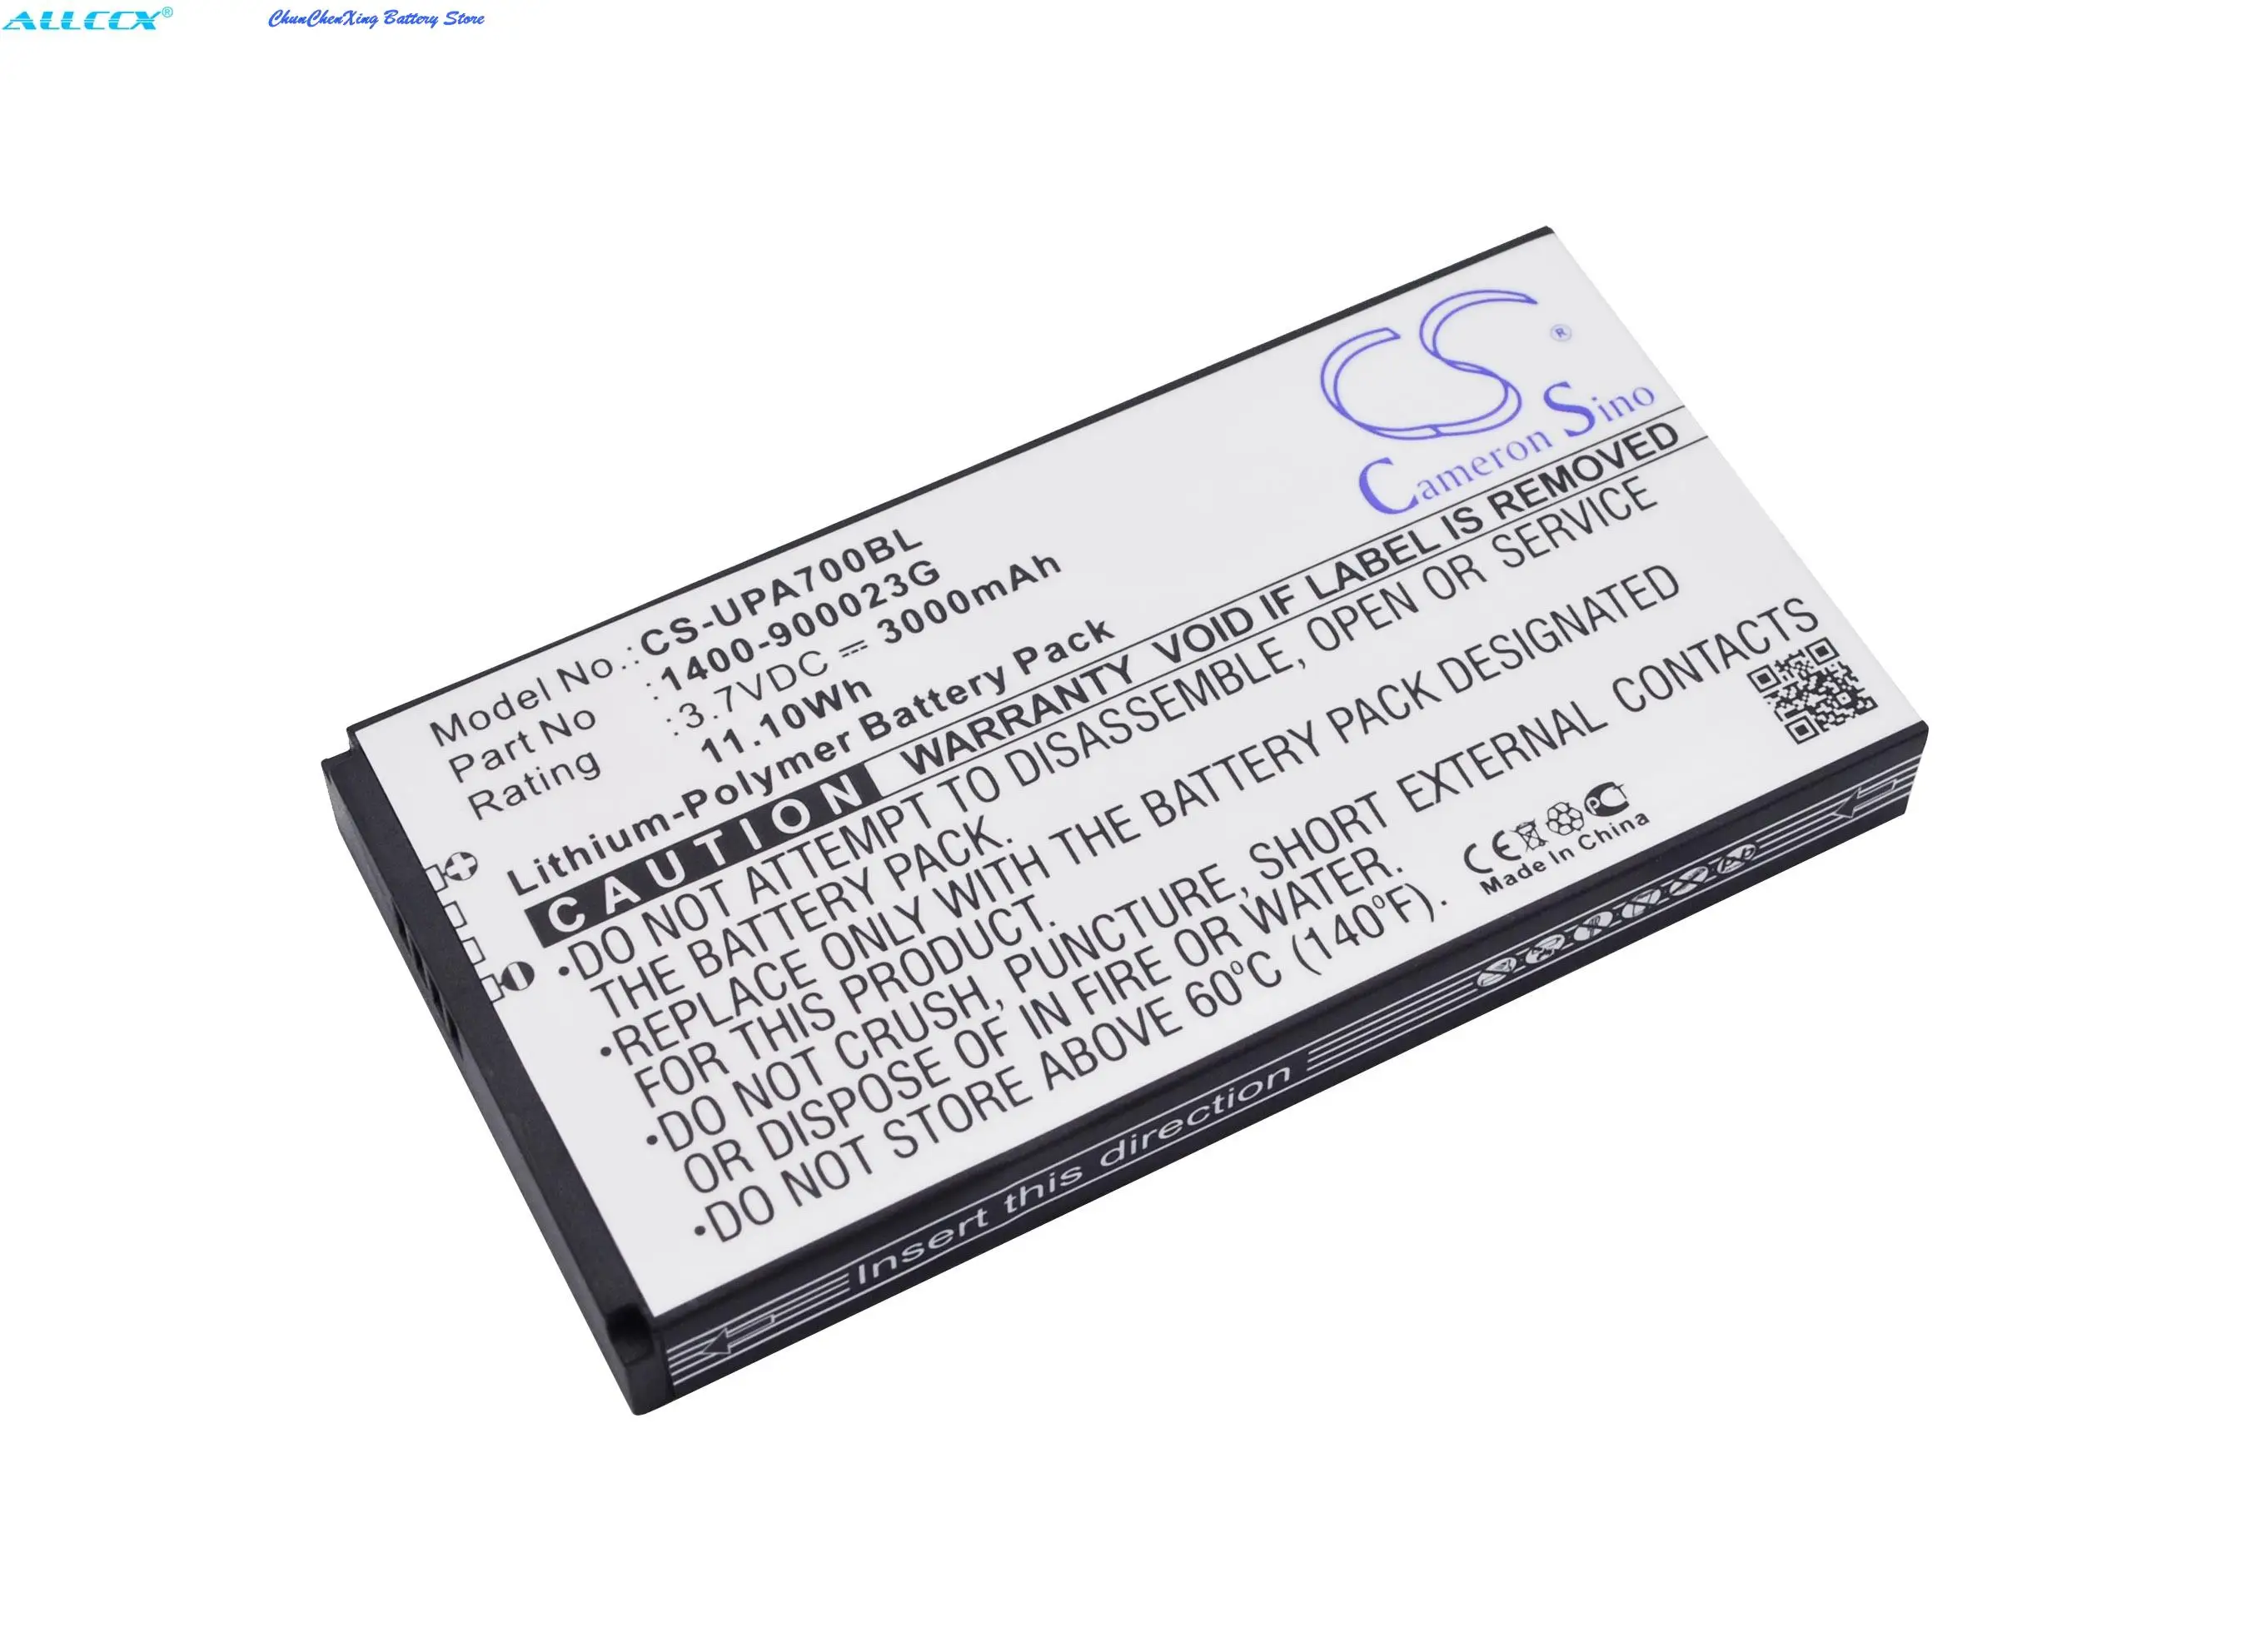 ALLCCX®
ChunChenXing Battery Store
CS ®
Cameron Sino
Model No.: CS-UPA700BL
Part No : 1400-900023G
Rating : 3.7VDC ⎓ 3000mAh
11.10Wh
Lithium-Polymer Battery Pack
CAUTION WARRANTY VOID IF LABEL IS REMOVED
•DO NOT ATTEMPT TO DISASSEMBLE, OPEN OR SERVICE
THE BATTERY PACK.
•REPLACE ONLY WITH THE BATTERY PACK DESIGNATED
FOR THIS PRODUCT.
•DO NOT CRUSH, PUNCTURE, SHORT EXTERNAL CONTACTS
OR DISPOSE OF IN FIRE OR WATER.
•DO NOT STORE ABOVE 60°C (140°F).
CE
Made In China
Insert this direction